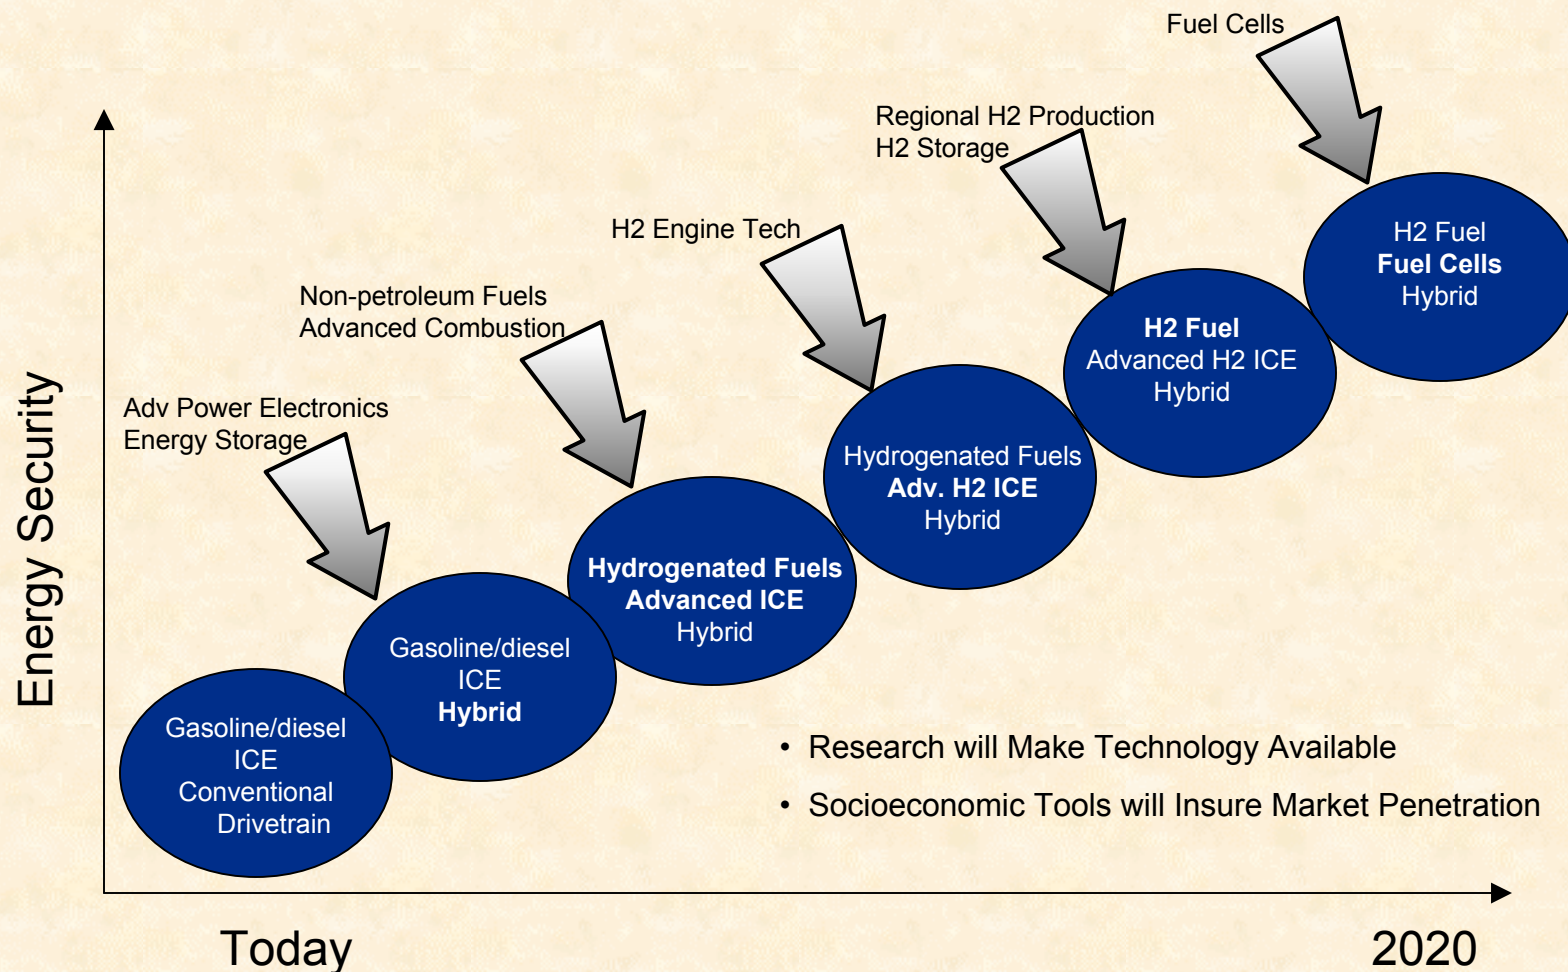 Fuel Cells
Regional H2 Production
H2 Storage
H2 Engine Tech
Non-petroleum Fuels
Advanced Combustion
Adv Power Electronics
Energy Storage
H2 Fuel
Fuel Cells
Hybrid
H2 Fuel
Advanced H2 ICE
Hybrid
Hydrogenated Fuels
Adv. H2 ICE
Hybrid
Hydrogenated Fuels
Advanced ICE
Hybrid
Gasoline/diesel
ICE
Hybrid
Gasoline/diesel
ICE
Conventional
Drivetrain
Energy Security
• Research will Make Technology Available
• Socioeconomic Tools will Insure Market Penetration
Today
2020